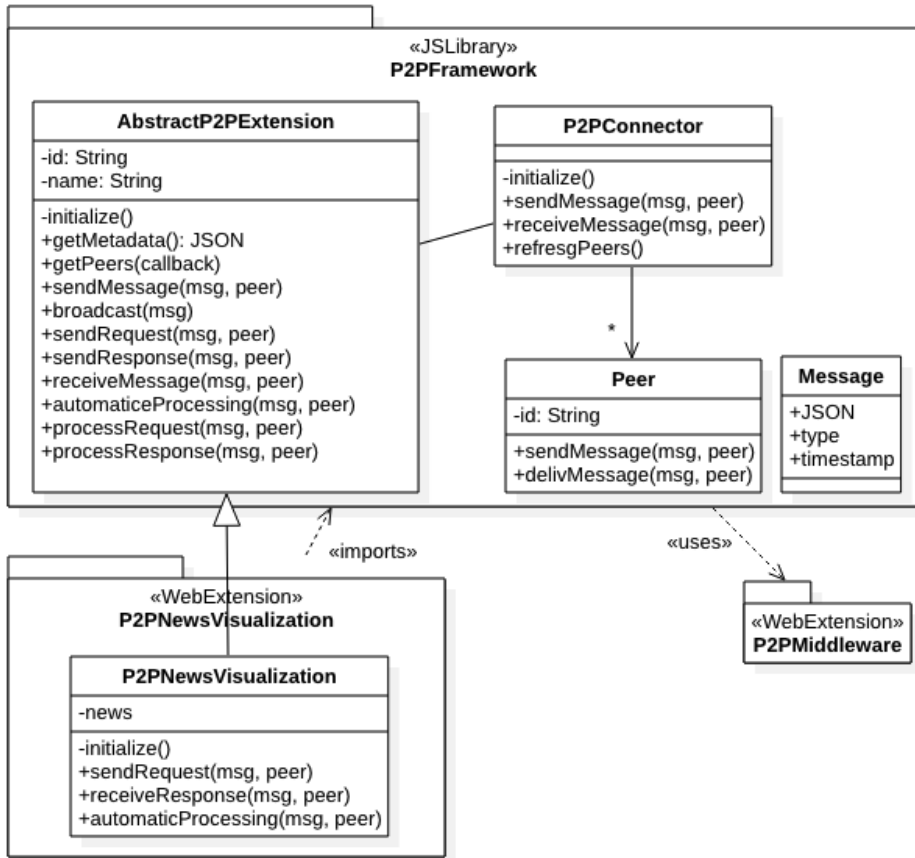 «JSLibrary»
P2PFramework
AbstractP2PExtension
-id: String
-name: String
-initialize()
+getMetadata(): JSON
+getPeers(callback)
+sendMessage(msg, peer)
+broadcast(msg)
+sendRequest(msg, peer)
+sendResponse(msg, peer)
+receiveMessage(msg, peer)
+automaticeProcessing(msg, peer)
+processRequest(msg, peer)
+processResponse(msg, peer)
P2PConnector
-initialize()
+sendMessage(msg, peer)
+receiveMessage(msg, peer)
+refresgPeers()
*
Peer
-id: String
+sendMessage(msg, peer)
+delivMessage(msg, peer)
Message
+JSON
+type
+timestamp
«imports»
«uses»
«WebExtension»
P2PNewsVisualization
P2PNewsVisualization
-news
-initialize()
+sendRequest(msg, peer)
+receiveResponse(msg, peer)
+automaticProcessing(msg, peer)
«WebExtension»
P2PMiddleware